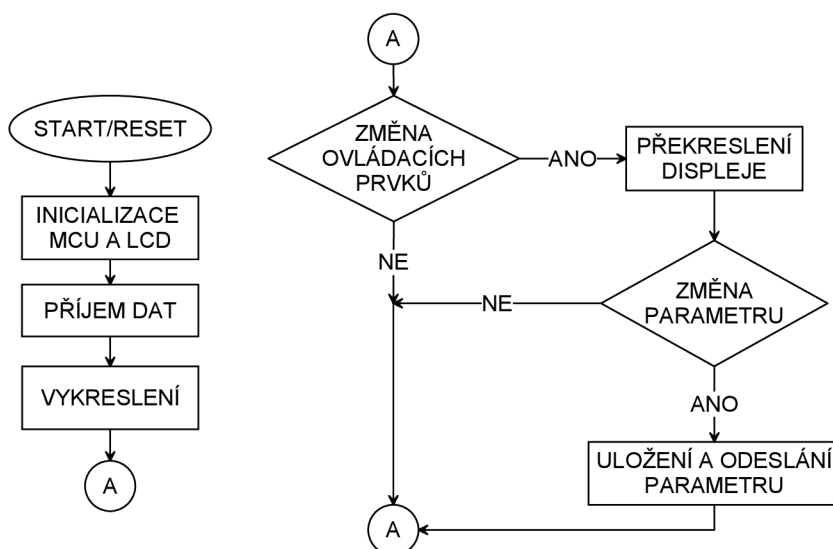 START/RESET
INICIALIZACE
MCU A LCD
PŘÍJEM DAT
VYKRESLENÍ
A
A
ZMĚNA
OVLÁDACÍCH
PRVKŮ
ANO
PŘEKRESLENÍ
DISPLEJE
NE
ZMĚNA
PARAMETRU
NE
ANO
ULOŽENÍ A ODESLÁNÍ
PARAMETRU
A